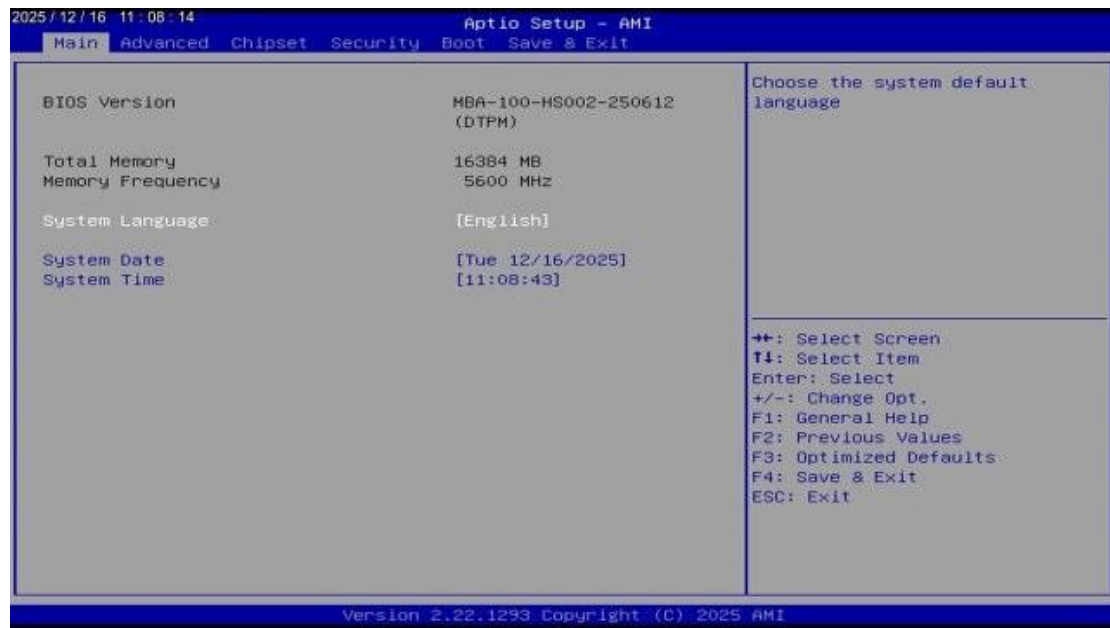 2025/12/16 11:08:14
Aptio Setup - AMI
Main Advanced Chipset Security Boot Save & Exit
BIOS Version MBA-100-HS002-250612
(DTPM)
Total Memory 16384 MB
Memory Frequency 5600 MHz
System Language [English]
System Date [Tue 12/16/2025]
System Time [11:08:43]
Choose the system default
language
→←: Select Screen
↑↓: Select Item
Enter: Select
+/-: Change Opt.
F1: General Help
F2: Previous Values
F3: Optimized Defaults
F4: Save & Exit
ESC: Exit
Version 2.22.1293 Copyright (C) 2025 AMI